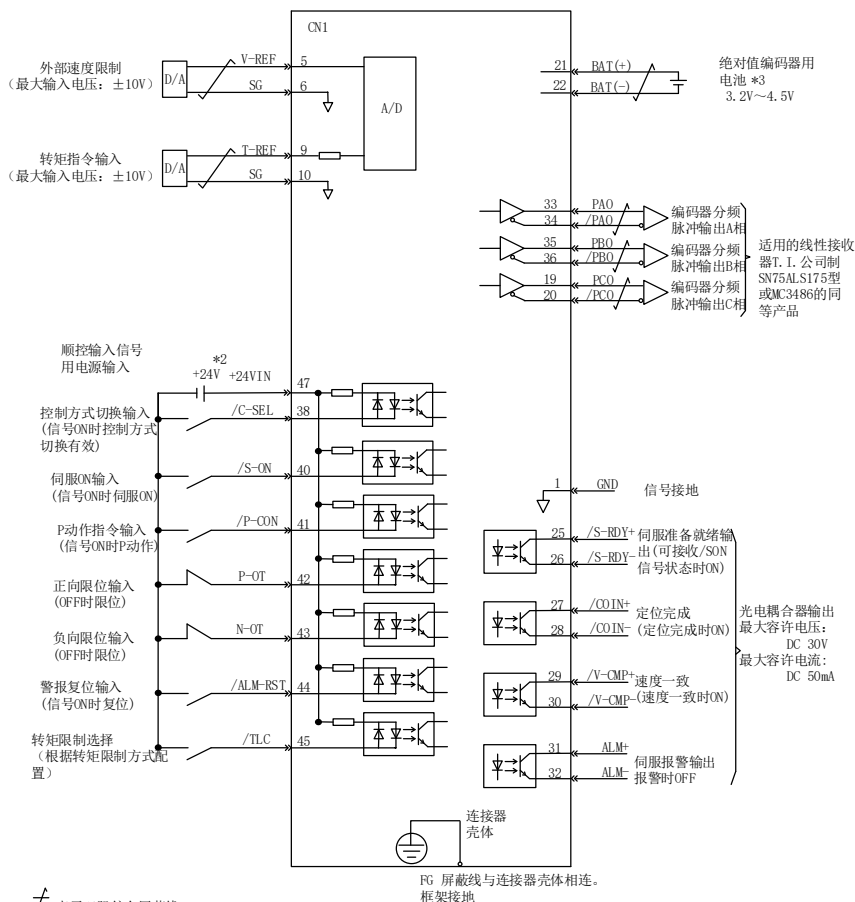 CN1
外部速度限制
（最大输入电压：±10V）
D/A
V-REF
5
SG
6
A/D
转矩指令输入
（最大输入电压：±10V）
D/A
T-REF
9
SG
10
21
BAT(+)
22
BAT(-)
绝对值编码器用
电池 *3
3.2V～4.5V
33
PAO
34
/PAO
编码器分频
脉冲输出A相
35
PBO
36
/PBO
编码器分频
脉冲输出B相
19
PCO
20
/PCO
编码器分频
脉冲输出C相
适用的线性接收
器T.I.公司制
SN75ALS175型
或MC3486的同
等产品
顺控输入信号
用电源输入
*2
+24V
+24VIN
47
控制方式切换输入
(信号ON时控制方式
切换有效)
/C-SEL
38
伺服ON输入
(信号ON时伺服ON)
/S-ON
40
P动作指令输入
(信号ON时P动作)
/P-CON
41
正向限位输入
(OFF时限位)
P-OT
42
负向限位输入
(OFF时限位)
N-OT
43
警报复位输入
(信号ON时复位)
/ALM-RST
44
转矩限制选择
（根据转矩限制方式配
置）
/TLC
45
1
GND
信号接地
25
/S-RDY+
26
/S-RDY-
伺服准备就绪输
出(可接收/SON
信号状态时ON)
27
/COIN+
28
/COIN-
定位完成
(定位完成时ON)
29
/V-CMP+
30
/V-CMP-
速度一致
(速度一致时ON)
31
ALM+
32
ALM-
伺服报警输出
报警时OFF
光电耦合器输出
最大容许电压：
DC 30V
最大容许电流：
DC 50mA
连接器
壳体
FG 屏蔽线与连接器壳体相连。
框架接地